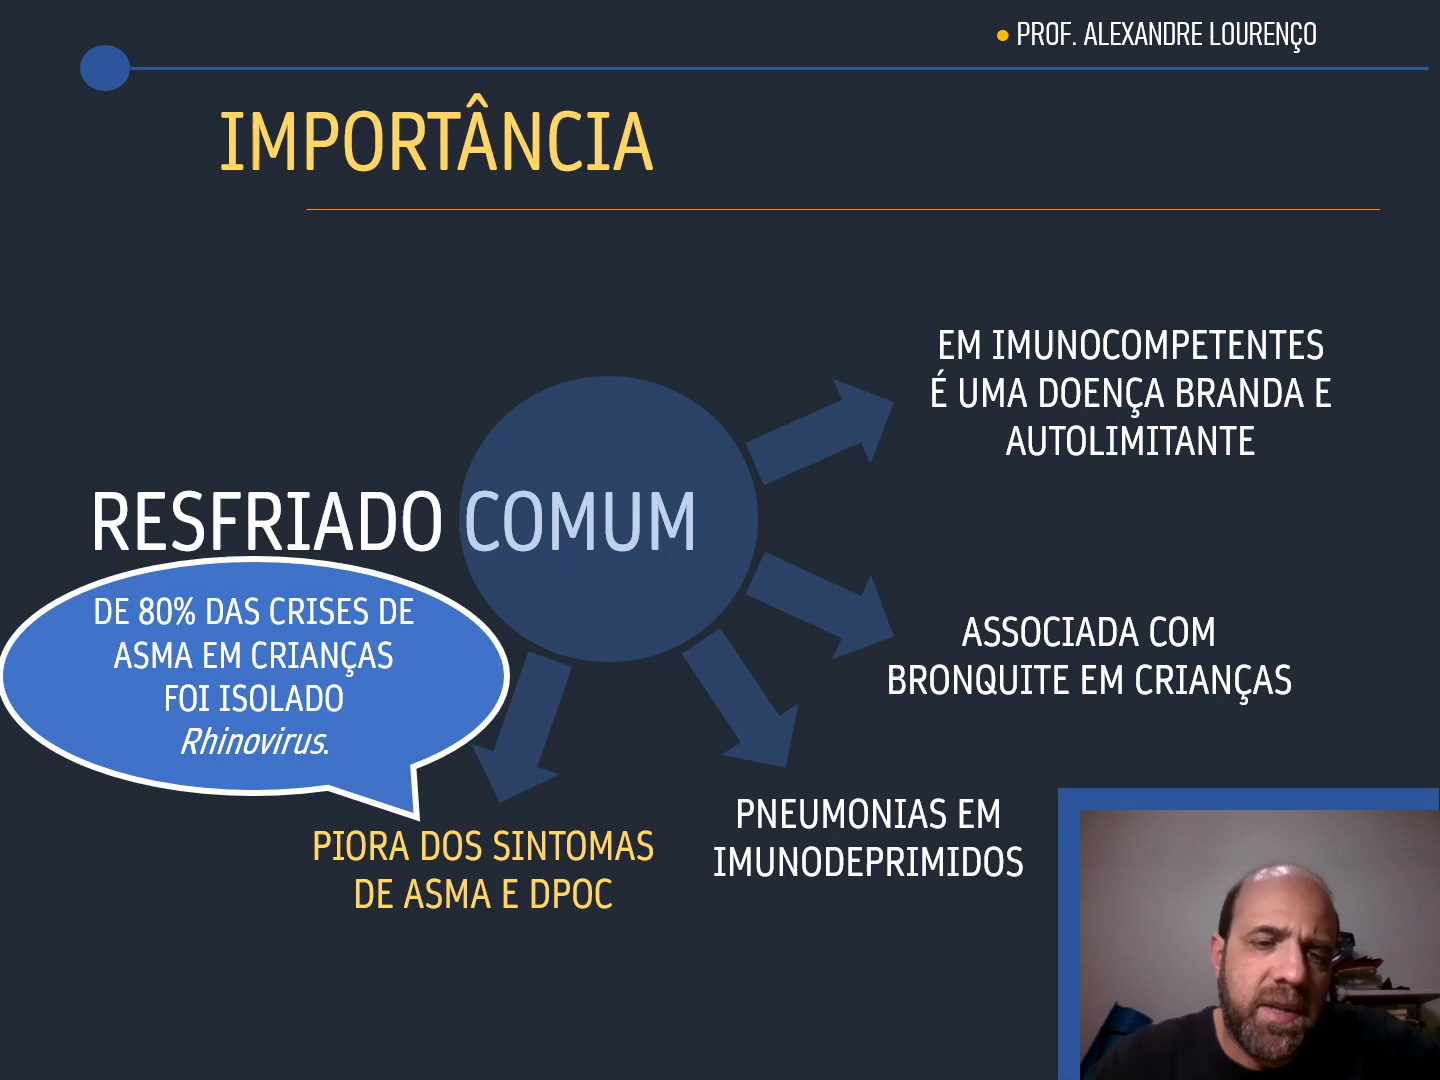 PROF. ALEXANDRE LOURENÇO
IMPORTÂNCIA
EM IMUNOCOMPETENTES
É UMA DOENÇA BRANDA E
AUTOLIMITANTE
RESFRIADO COMUM
DE 80% DAS CRISES DE
ASMA EM CRIANÇAS
FOI ISOLADO
Rhinovirus.
ASSOCIADA COM
BRONQUITE EM CRIANÇAS
PNEUMONIAS EM
IMUNODEPRIMIDOS
PIORA DOS SINTOMAS
DE ASMA E DPOC